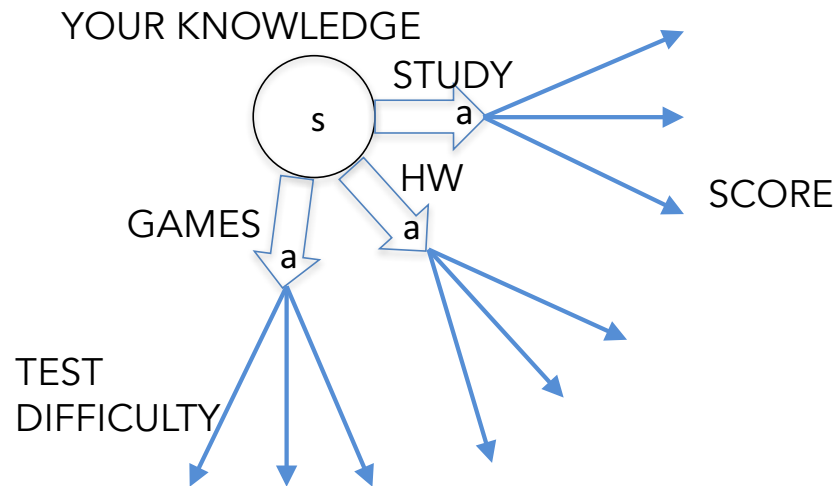 YOUR KNOWLEDGE
STUDY
s
a
HW
SCORE
GAMES
a
a
TEST
DIFFICULTY